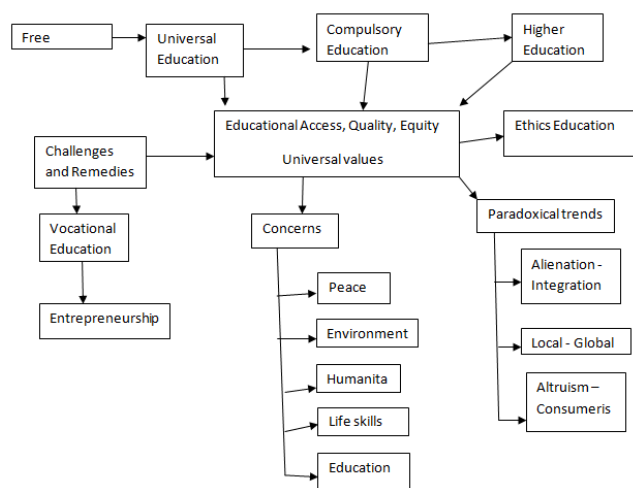 Free
Universal
Education
Compulsory
Education
Higher
Education
Educational Access, Quality, Equity
Universal values
Ethics Education
Challenges
and Remedies
Vocational
Education
Entrepreneurship
Concerns
Peace
Environment
Humanita
Life skills
Education
Paradoxical trends
Alienation -
Integration
Local - Global
Altruism –
Consumeris